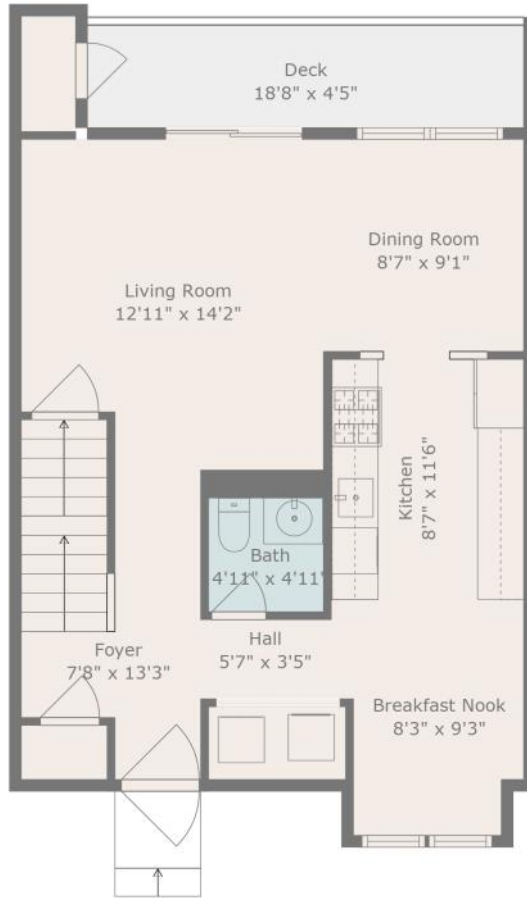 Deck
18'8" x 4'5"
Dining Room
8'7" x 9'1"
Living Room
12'11" x 14'2"
Kitchen
8'7" x 11'6"
Bath
4'11" x 4'11"
Hall
5'7" x 3'5"
Foyer
7'8" x 13'3"
Breakfast Nook
8'3" x 9'3"